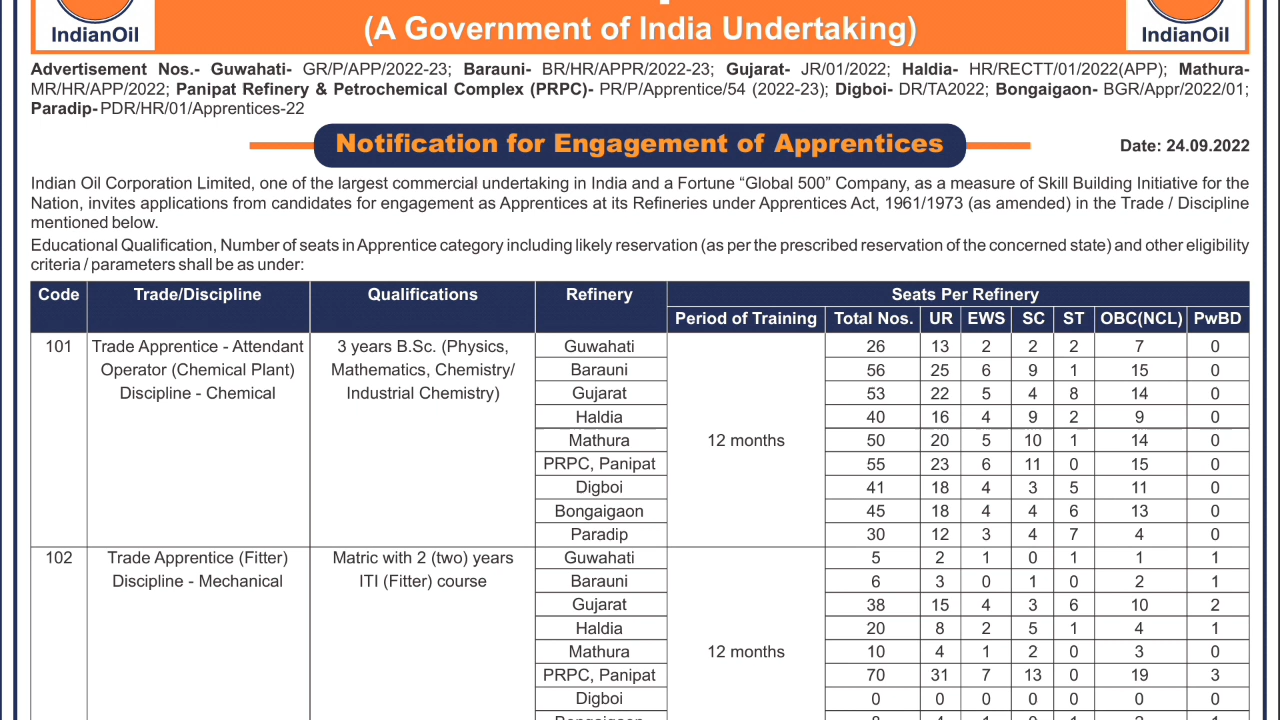 IndianOil
(A Government of India Undertaking)
IndianOil
Advertisement Nos.- Guwahati- GR/P/APP/2022-23; Barauni- BR/HR/APPR/2022-23; Gujarat- JR/01/2022; Haldia- HR/RECTT/01/2022(APP); Mathura-
MR/HR/APP/2022; Panipat Refinery & Petrochemical Complex (PRPC)- PR/P/Apprentice/54 (2022-23); Digboi- DR/TA2022; Bongaigaon- BGR/Appr/2022/01;
Paradip- PDR/HR/01/Apprentices-22
Notification for Engagement of Apprentices
Date: 24.09.2022
Indian Oil Corporation Limited, one of the largest commercial undertaking in India and a Fortune “Global 500” Company, as a measure of Skill Building Initiative for the
Nation, invites applications from candidates for engagement as Apprentices at its Refineries under Apprentices Act, 1961/1973 (as amended) in the Trade / Discipline
mentioned below.
Educational Qualification, Number of seats in Apprentice category including likely reservation (as per the prescribed reservation of the concerned state) and other eligibility
criteria / parameters shall be as under:
Code Trade/Discipline Qualifications Refinery Seats Per Refinery
Period of Training Total Nos. UR EWS SC ST OBC(NCL) PwBD
101 Trade Apprentice - Attendant 3 years B.Sc. (Physics, Guwahati 26 13 2 2 2 7 0
Operator (Chemical Plant) Mathematics, Chemistry/ Barauni 56 25 6 9 1 15 0
Discipline - Chemical Industrial Chemistry) Gujarat 53 22 5 4 8 14 0
Haldia 40 16 4 9 2 9 0
Mathura 12 months 50 20 5 10 1 14 0
PRPC, Panipat 55 23 6 11 0 15 0
Digboi 41 18 4 3 5 11 0
Bongaigaon 45 18 4 4 6 13 0
Paradip 30 12 3 4 7 4 0
102 Trade Apprentice (Fitter) Matric with 2 (two) years Guwahati 5 2 1 0 1 1 1
Discipline - Mechanical ITI (Fitter) course Barauni 6 3 0 1 0 2 1
Gujarat 38 15 4 3 6 10 2
Haldia 20 8 2 5 1 4 1
Mathura 12 months 10 4 1 2 0 3 0
PRPC, Panipat 70 31 7 13 0 19 3
Digboi 0 0 0 0 0 0 0